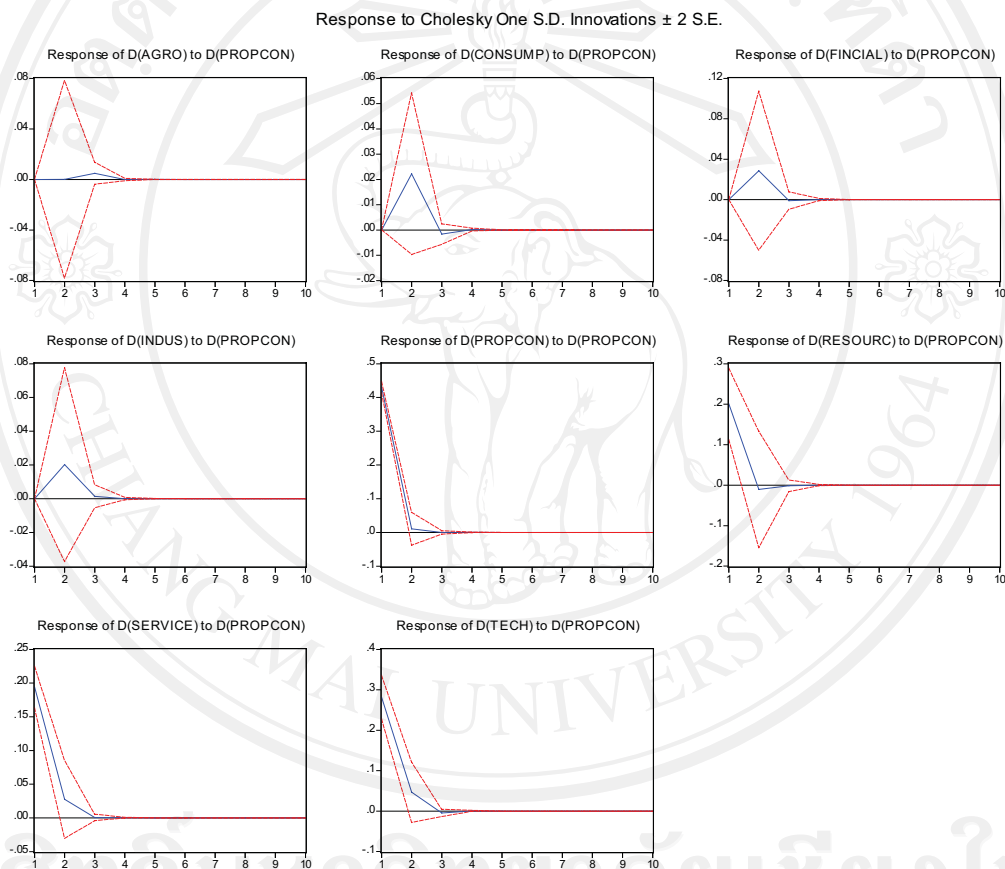 Response to Cholesky One S.D. Innovations ± 2 S.E.
Response of D(AGRO) to D(PROPCON)
.08
.04
.00
-.04
-.08
1 2 3 4 5 6 7 8 9 10
Response of D(CONSUMP) to D(PROPCON)
.06
.05
.04
.03
.02
.01
.00
-.01
-.02
1 2 3 4 5 6 7 8 9 10
Response of D(FINCIAL) to D(PROPCON)
.12
.08
.04
.00
-.04
-.08
1 2 3 4 5 6 7 8 9 10
Response of D(INDUS) to D(PROPCON)
.08
.06
.04
.02
.00
-.02
-.04
1 2 3 4 5 6 7 8 9 10
Response of D(PROPCON) to D(PROPCON)
.5
.4
.3
.2
.1
.0
-.1
1 2 3 4 5 6 7 8 9 10
Response of D(RESOURC) to D(PROPCON)
.3
.2
.1
.0
-.1
-.2
1 2 3 4 5 6 7 8 9 10
Response of D(SERVICE) to D(PROPCON)
.25
.20
.15
.10
.05
.00
-.05
1 2 3 4 5 6 7 8 9 10
Response of D(TECH) to D(PROPCON)
.4
.3
.2
.1
.0
-.1
1 2 3 4 5 6 7 8 9 10
CHIANG MAI UNIVERSITY 1964